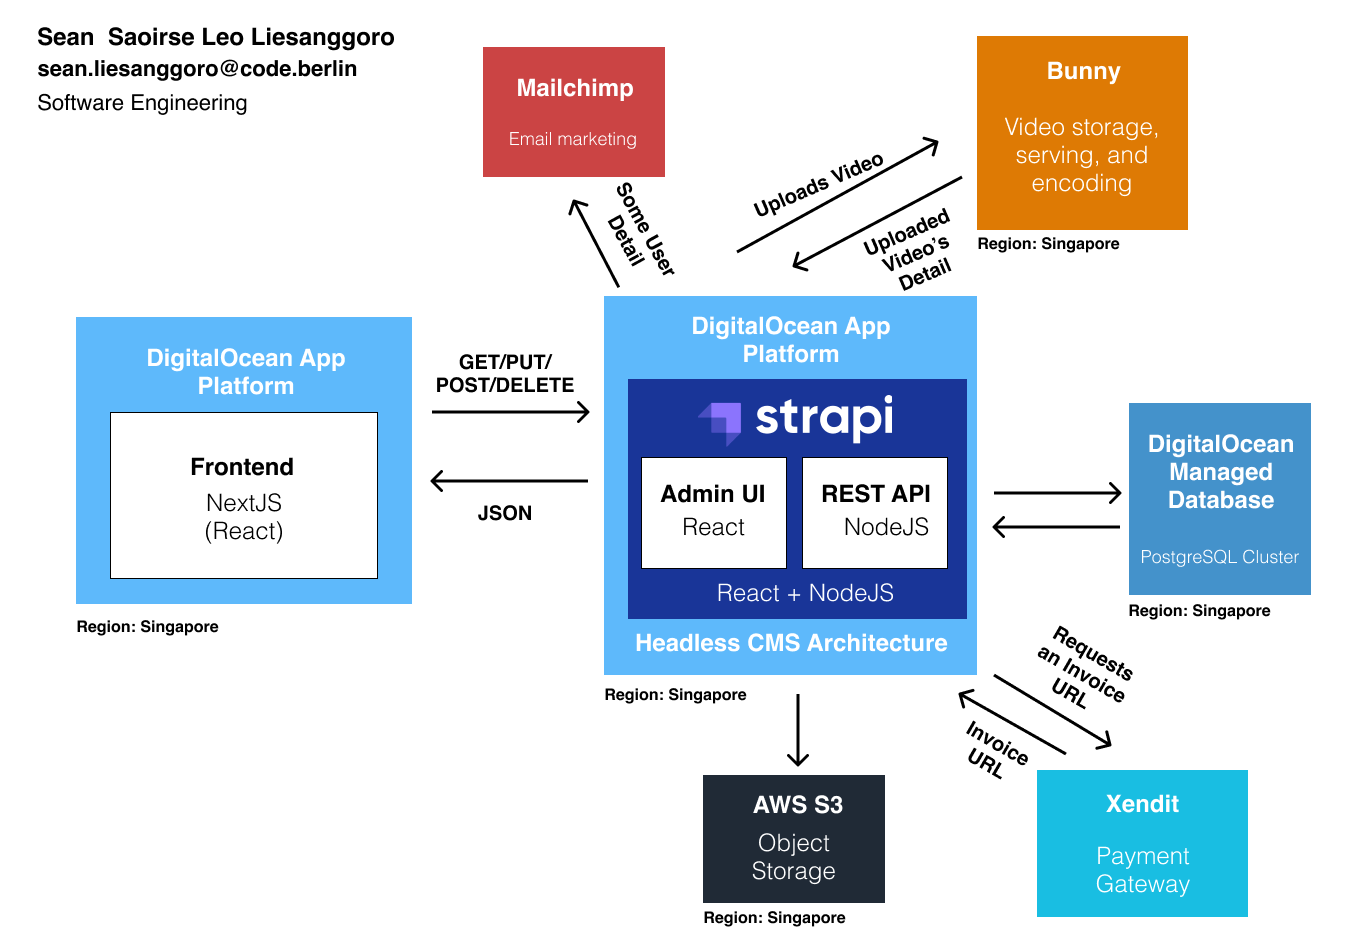 Sean  Saoirse Leo Liesanggoro
sean.liesanggoro@code.berlin
Software Engineering
Mailchimp
Email marketing
Bunny
Video storage,
serving, and
encoding
Region: Singapore
Uploads Video
Uploaded
Video’s
Detail
Some User
Detail
DigitalOcean App
Platform
Frontend
NextJS
(React)
Region: Singapore
GET/PUT/
POST/DELETE
JSON
DigitalOcean App
Platform
strapi
Admin UI
React
REST API
NodeJS
React + NodeJS
Headless CMS Architecture
Region: Singapore
DigitalOcean
Managed
Database
PostgreSQL Cluster
Region: Singapore
Requests
an Invoice
URL
Invoice
URL
AWS S3
Object
Storage
Region: Singapore
Xendit
Payment
Gateway